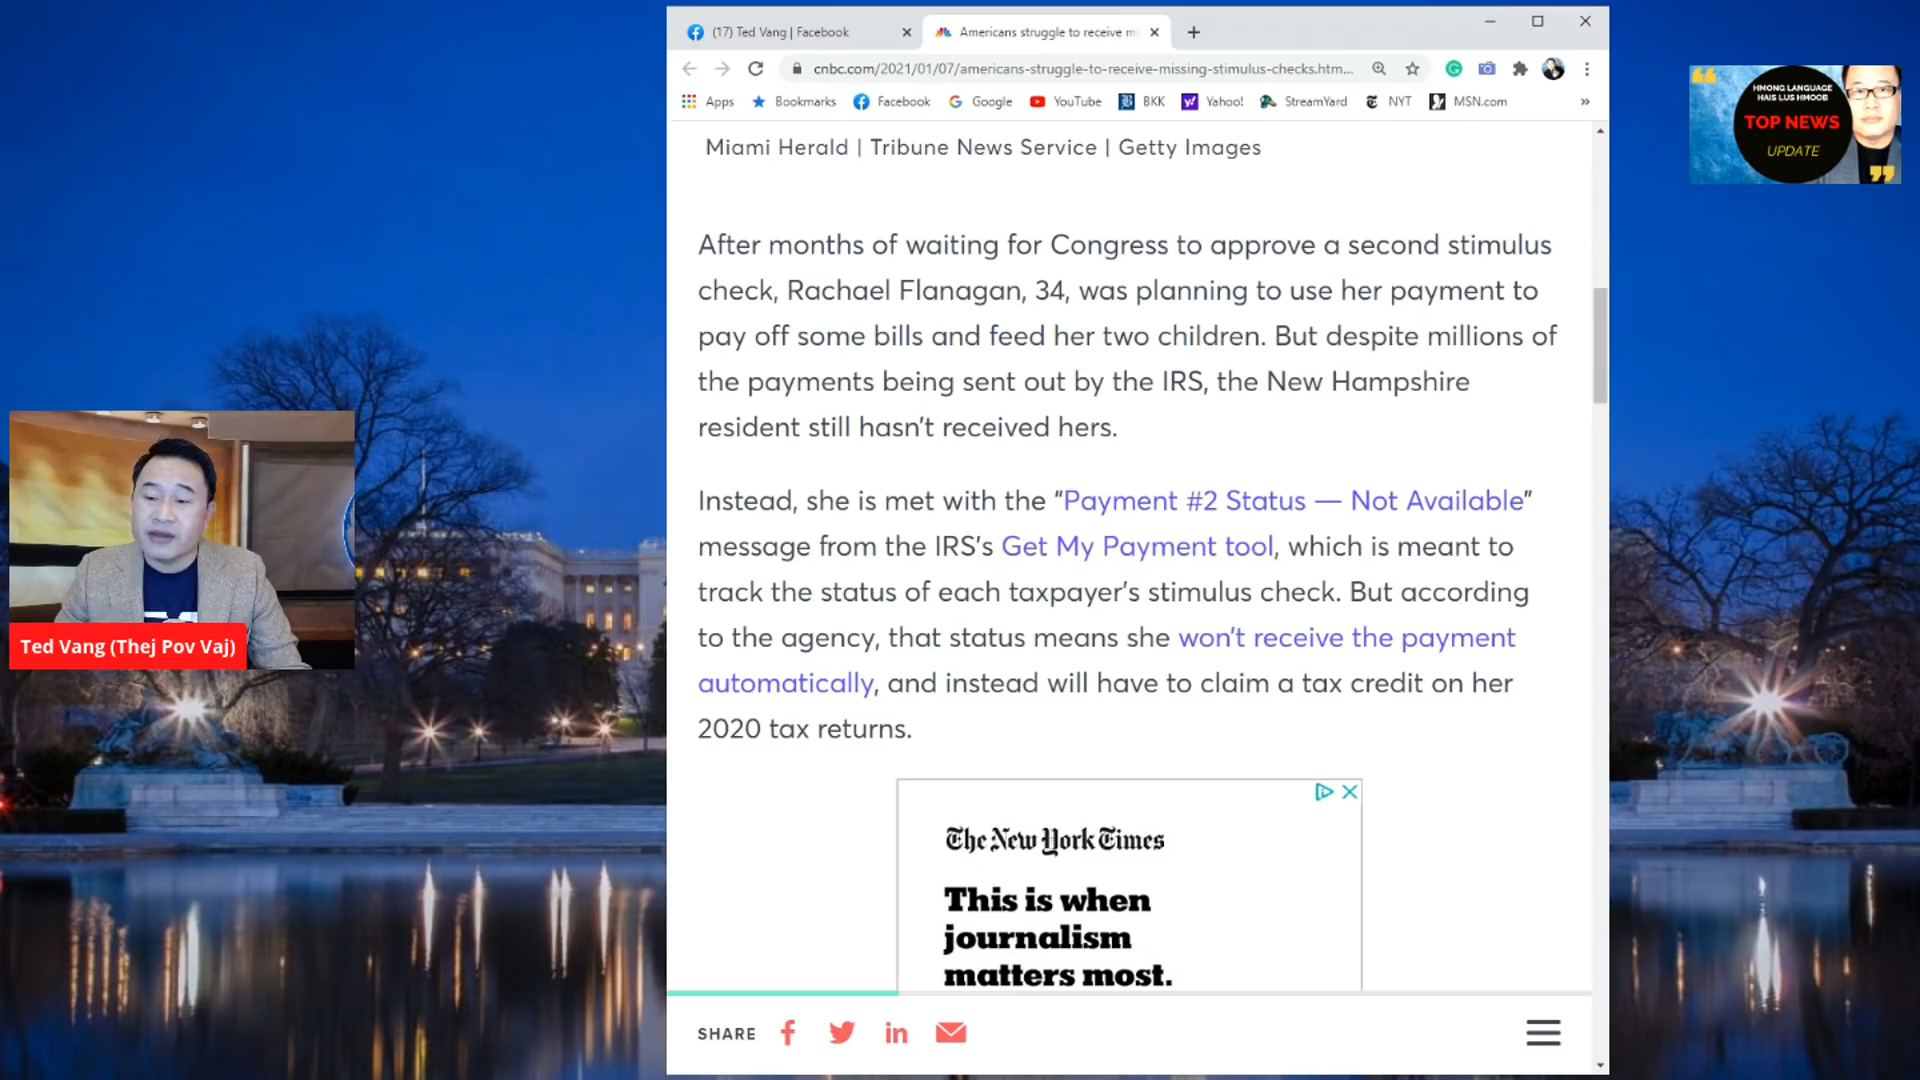 (17) Ted Vang | Facebook
Americans struggle to receive m
cnbc.com/2021/01/07/americans-struggle-to-receive-missing-stimulus-checks.htm...
Apps Bookmarks Facebook Google YouTube BKK Yahoo! StreamYard NYT MSN.com »
Miami Herald | Tribune News Service | Getty Images
After months of waiting for Congress to approve a second stimulus
check, Rachael Flanagan, 34, was planning to use her payment to
pay off some bills and feed her two children. But despite millions of
the payments being sent out by the IRS, the New Hampshire
resident still hasn't received hers.
Instead, she is met with the “Payment #2 Status — Not Available”
message from the IRS's Get My Payment tool, which is meant to
track the status of each taxpayer's stimulus check. But according
to the agency, that status means she won't receive the payment
automatically, and instead will have to claim a tax credit on her
2020 tax returns.
The New York Times
This is when
journalism
matters most.
SHARE
Ted Vang (Thej Pov Vaj)
HMONG LANGUAGE
HAIS LUS HMOOB
TOP NEWS
UPDATE